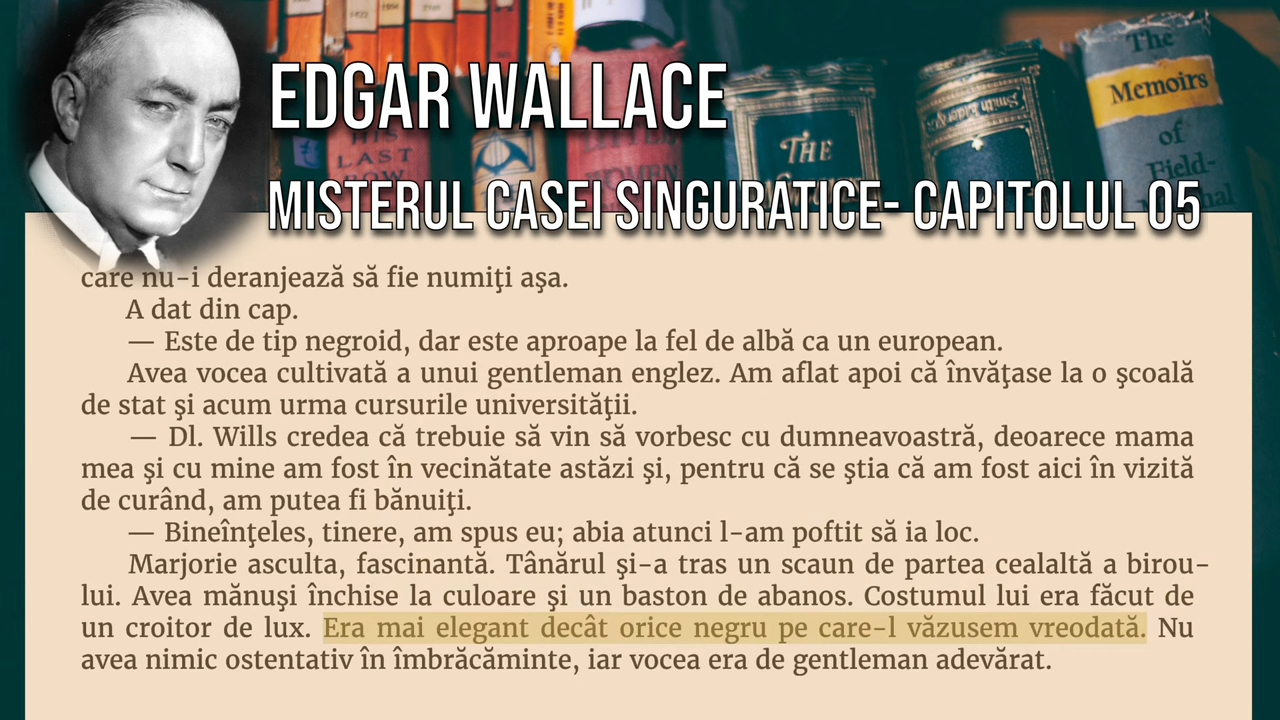 EDGAR WALLACE
MISTERUL CASEI SINGURATICE- CAPITOLUL 05
HIS
LAST
BOW
LITTLE
WOMEN
THE
The
Memoirs
of
Field-
care nu-i deranjează să fie numiţi aşa.
A dat din cap.
— Este de tip negroid, dar este aproape la fel de albă ca un european.
Avea vocea cultivată a unui gentleman englez. Am aflat apoi că învăţase la o şcoală
de stat şi acum urma cursurile universităţii.
— Dl. Wills credea că trebuie să vin să vorbesc cu dumneavoastră, deoarece mama
mea şi cu mine am fost în vecinătate astăzi şi, pentru că se ştia că am fost aici în vizită
de curând, am putea fi bănuiţi.
— Bineînţeles, tinere, am spus eu; abia atunci l-am poftit să ia loc.
Marjorie asculta, fascinantă. Tânărul şi-a tras un scaun de partea cealaltă a birou-
lui. Avea mănuşi închise la culoare şi un baston de abanos. Costumul lui era făcut de
un croitor de lux. Era mai elegant decât orice negru pe care-l văzusem vreodată. Nu
avea nimic ostentativ în îmbrăcăminte, iar vocea era de gentleman adevărat.